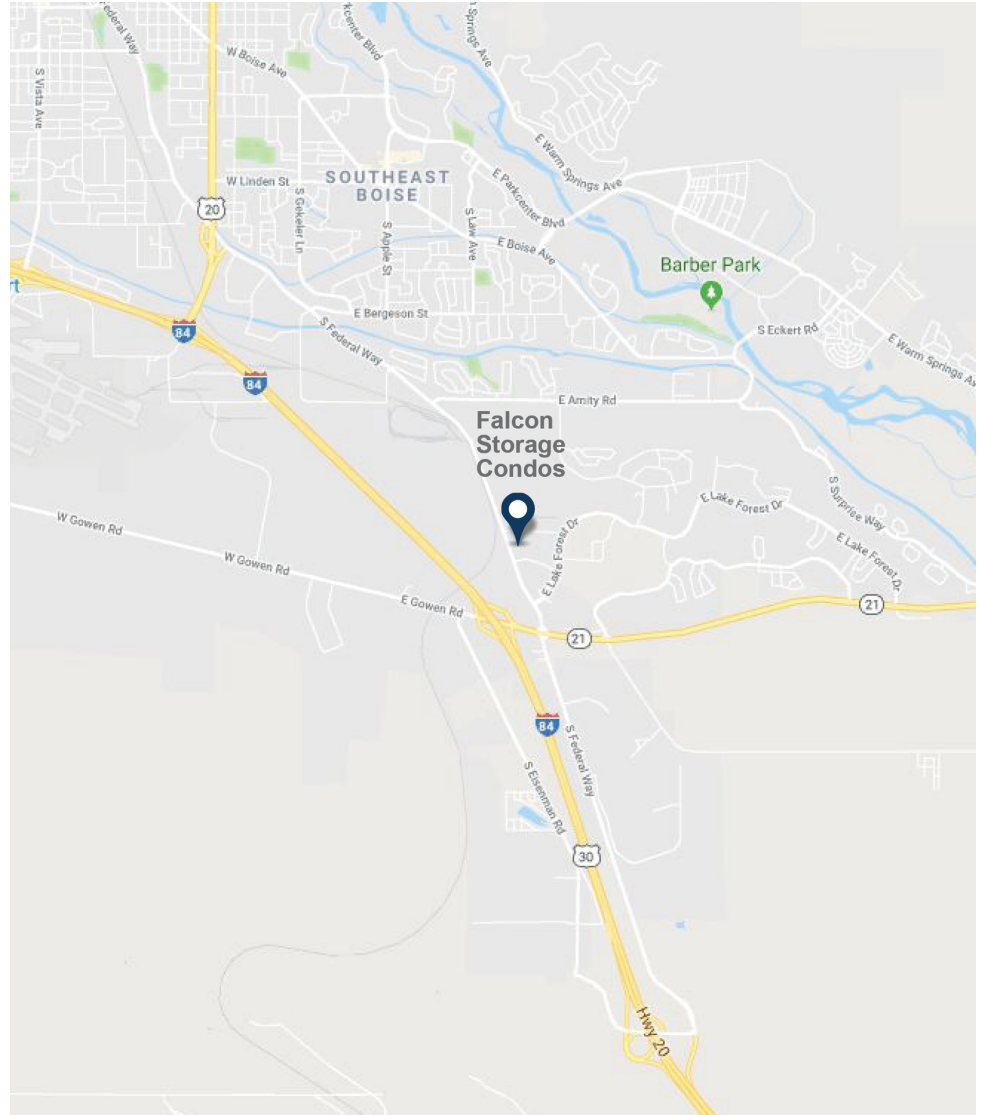 Federal Way
kcenter Blvd
n Springs Ave
W Boise Ave
S Vista Ave
E Warm Springs Ave
W Linden St
SOUTHEAST
BOISE
E Parkcenter Blvd
20
S Gekeler Ln
S Apple St
S Law Ave
E Boise Ave
Barber Park
rt
E Bergeson St
S Eckert Rd
84
S Federal Way
E Warm Springs Av
84
E Amity Rd
Falcon
Storage
Condos
S Surprise Way
E Lake Forest Dr
W Gowen Rd
E Lake Forest Dr
E Lake Forest Dr
W Gowen Rd
E Gowen Rd
21
21
84
S Federal Way
S Eisenman Rd
30
Hwy 20